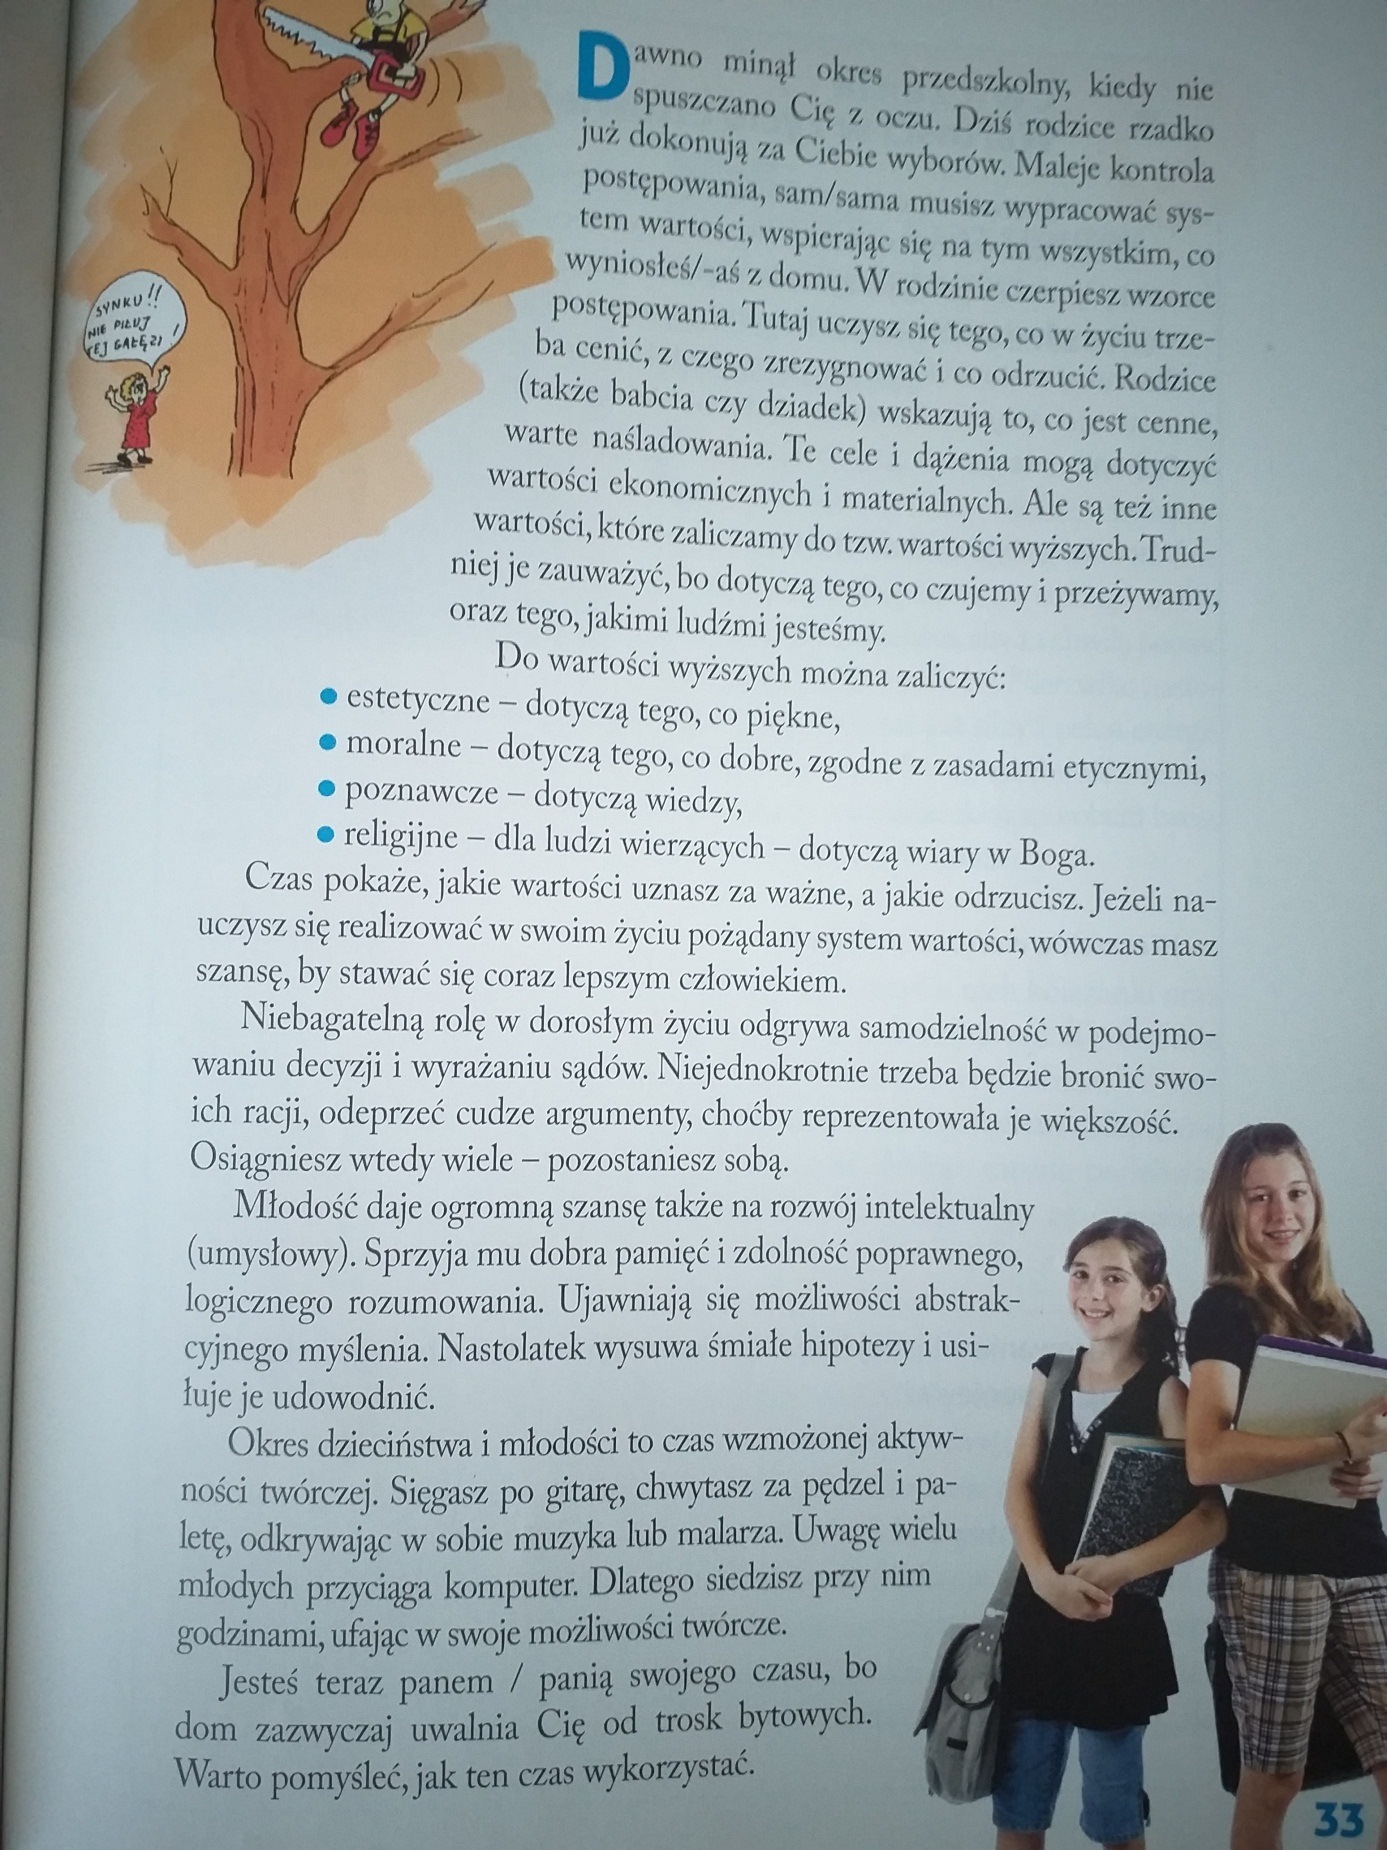 SYNKU!!
NIE PIŁUJ
TEJ GAŁĘZI!
Dawno minął okres przedszkolny, kiedy nie
spuszczano Cię z oczu. Dziś rodzice rzadko
już dokonują za Ciebie wyborów. Maleje kontrola
postępowania, sam/sama musisz wypracować sys-
tem wartości, wspierając się na tym wszystkim, co
wyniosłeś/-aś z domu. W rodzinie czerpiesz wzorce
postępowania. Tutaj uczysz się tego, co w życiu trze-
ba cenić, z czego zrezygnować i co odrzucić. Rodzice
(także babcia czy dziadek) wskazują to, co jest cenne,
warte naśladowania. Te cele i dążenia mogą dotyczyć
wartości ekonomicznych i materialnych. Ale są też inne
wartości, które zaliczamy do tzw. wartości wyższych. Trud-
niej je zauważyć, bo dotyczą tego, co czujemy i przeżywamy,
oraz tego, jakimi ludźmi jesteśmy.
Do wartości wyższych można zaliczyć:
● estetyczne – dotyczą tego, co piękne,
● moralne – dotyczą tego, co dobre, zgodne z zasadami etycznymi,
● poznawcze – dotyczą wiedzy,
● religijne – dla ludzi wierzących – dotyczą wiary w Boga.
Czas pokaże, jakie wartości uznasz za ważne, a jakie odrzucisz. Jeżeli na-
uczysz się realizować w swoim życiu pożądany system wartości, wówczas masz
szansę, by stawać się coraz lepszym człowiekiem.
Niebagatelną rolę w dorosłym życiu odgrywa samodzielność w podejmo-
waniu decyzji i wyrażaniu sądów. Niejednokrotnie trzeba będzie bronić swo-
ich racji, odeprzeć cudze argumenty, choćby reprezentowała je większość.
Osiągniesz wtedy wiele – pozostaniesz sobą.
Młodość daje ogromną szansę także na rozwój intelektualny
(umysłowy). Sprzyja mu dobra pamięć i zdolność poprawnego,
logicznego rozumowania. Ujawniają się możliwości abstrak-
cyjnego myślenia. Nastolatek wysuwa śmiałe hipotezy i usi-
łuje je udowodnić.
Okres dzieciństwa i młodości to czas wzmożonej aktyw-
ności twórczej. Sięgasz po gitarę, chwytasz za pędzel i pa-
letę, odkrywając w sobie muzyka lub malarza. Uwagę wielu
młodych przyciąga komputer. Dlatego siedzisz przy nim
godzinami, ufając w swoje możliwości twórcze.
Jesteś teraz panem / panią swojego czasu, bo
dom zazwyczaj uwalnia Cię od trosk bytowych.
Warto pomyśleć, jak ten czas wykorzystać.
33